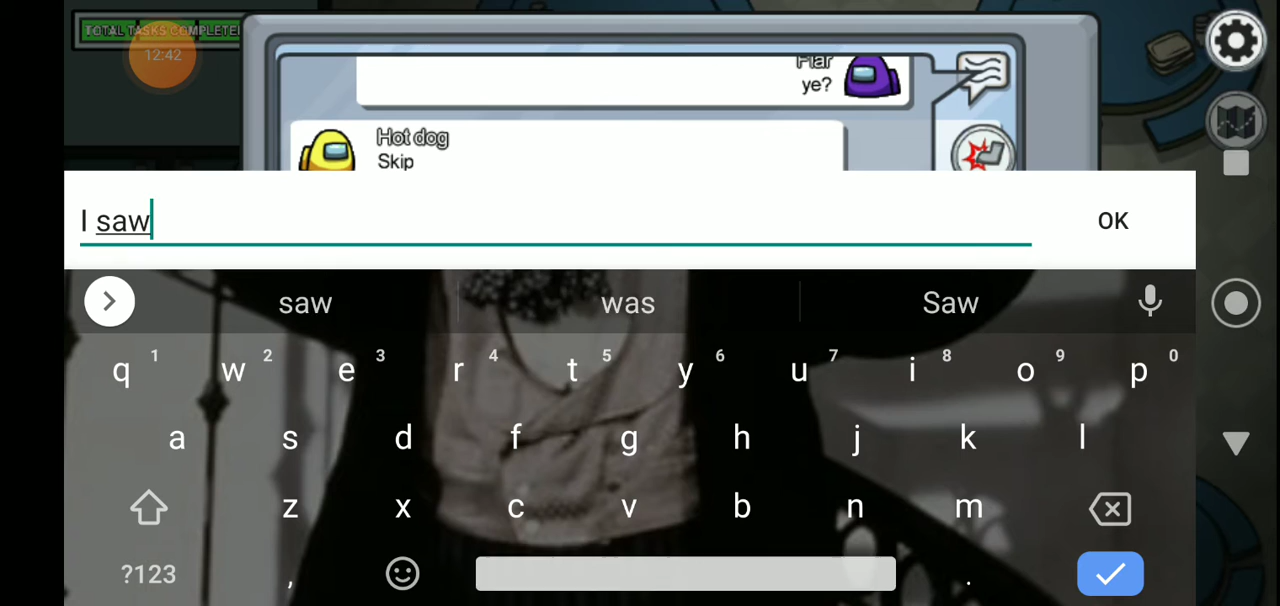 TOTAL TASKS COMPLETED
12:42
Flar
ye?
Hot dog
Skip
I saw
OK
saw was Saw
q 1 w 2 e 3 r 4 t 5 y 6 u 7 i 8 o 9 p 0
a s d f g h j k l
z x c v b n m
?123 , .